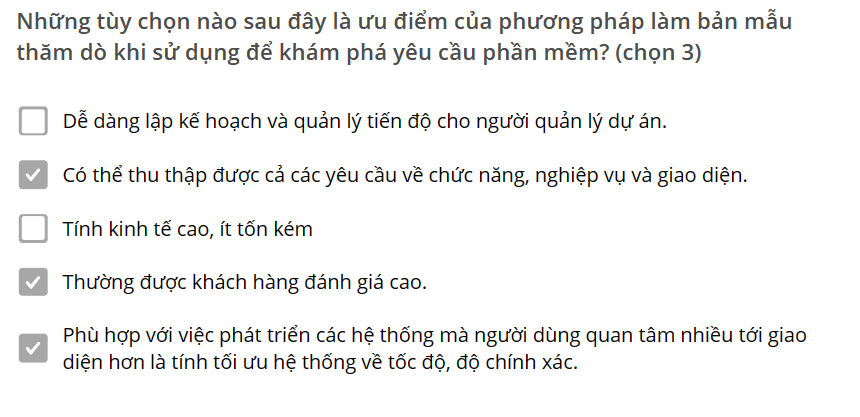 Những tùy chọn nào sau đây là ưu điểm của phương pháp làm bản mẫu
thăm dò khi sử dụng để khám phá yêu cầu phần mềm? (chọn 3)
Dễ dàng lập kế hoạch và quản lý tiến độ cho người quản lý dự án.
Có thể thu thập được cả các yêu cầu về chức năng, nghiệp vụ và giao diện.
Tính kinh tế cao, ít tốn kém
Thường được khách hàng đánh giá cao.
Phù hợp với việc phát triển các hệ thống mà người dùng quan tâm nhiều tới giao
diện hơn là tính tối ưu hệ thống về tốc độ, độ chính xác.